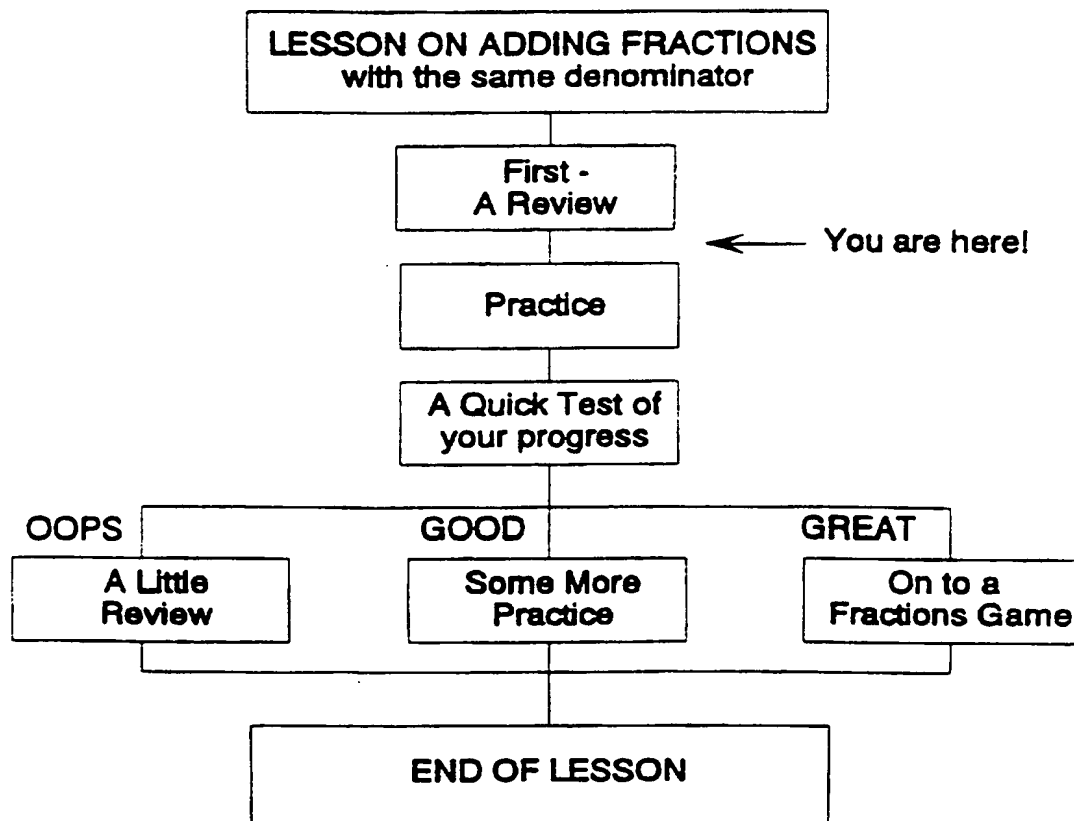 LESSON ON ADDING FRACTIONS
with the same denominator
First -
A Review
You are here!
Practice
A Quick Test of
your progress
OOPS
GOOD
GREAT
A Little
Review
Some More
Practice
On to a
Fractions Game
END OF LESSON